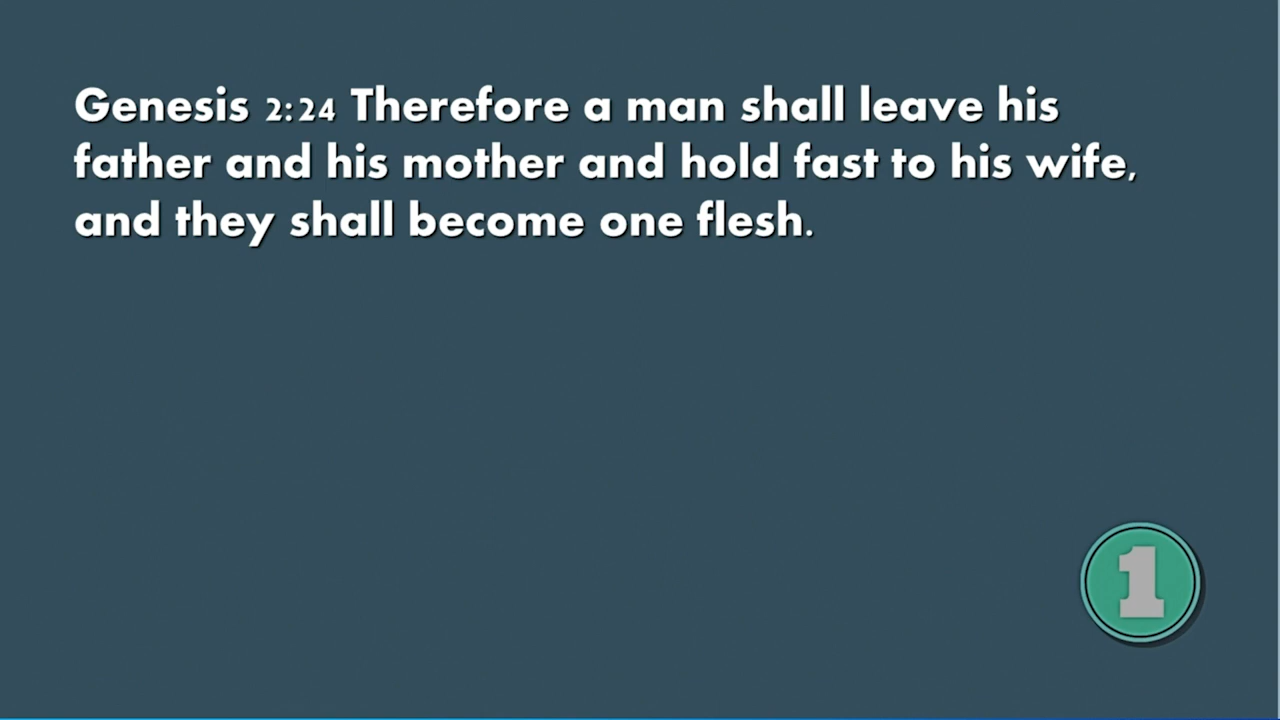 Genesis 2:24 Therefore a man shall leave his
father and his mother and hold fast to his wife,
and they shall become one flesh.
1